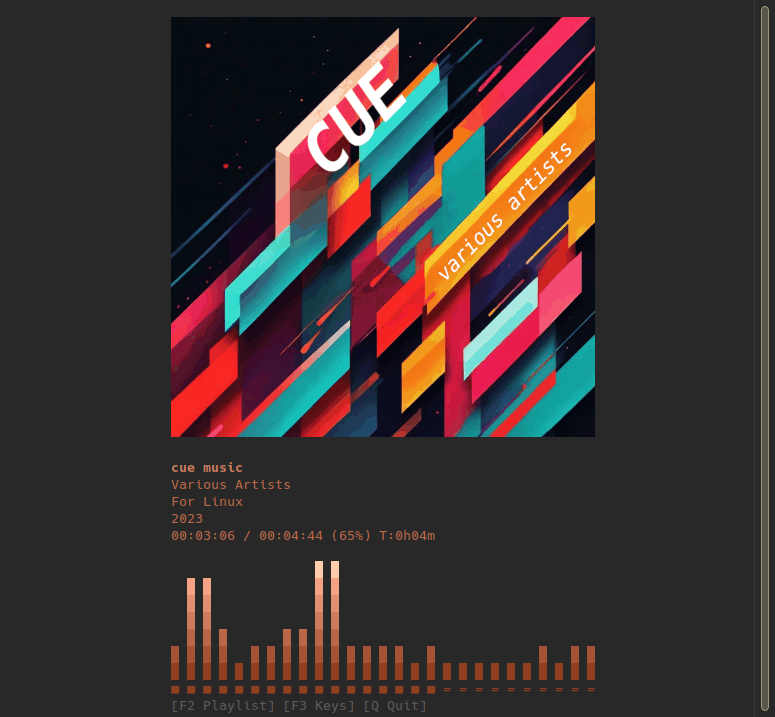 CUE
various artists
cue music
Various Artists
For Linux
2023
00:03:06 / 00:04:44 (65%) T:0h04m
[F2 Playlist] [F3 Keys] [Q Quit]